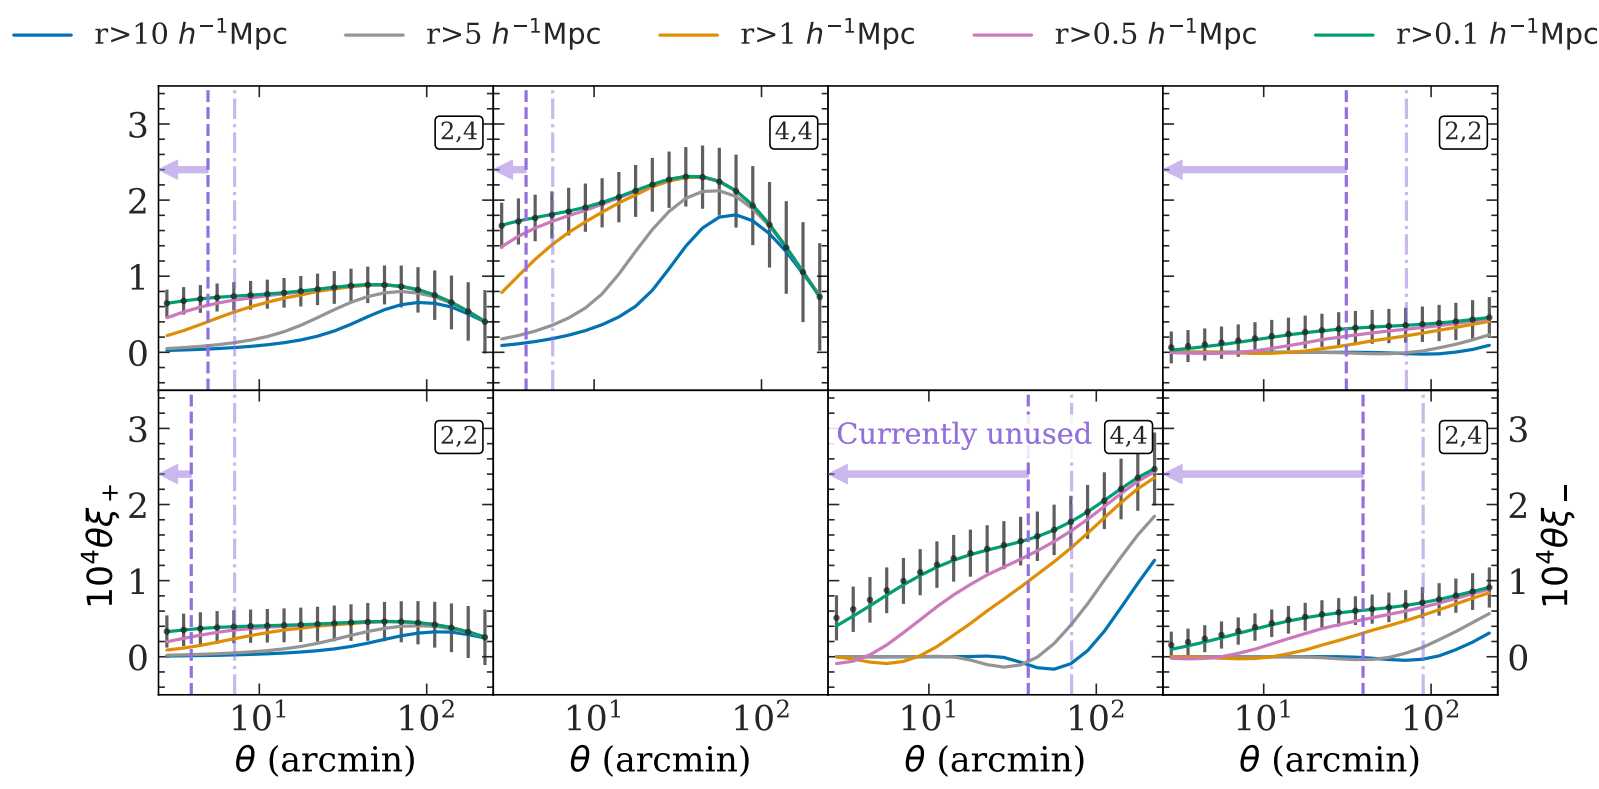 r>10 h⁻¹Mpc r>5 h⁻¹Mpc r>1 h⁻¹Mpc r>0.5 h⁻¹Mpc r>0.1 h⁻¹Mpc
3 2,4 4,4 2,2
2
1
0
3 2,2 Currently unused 4,4 2,4 3
2 2
1 1
0 0
10⁴θξ₊
10⁴θξ₋
10¹ 10² 10¹ 10² 10¹ 10² 10¹ 10²
θ (arcmin) θ (arcmin) θ (arcmin) θ (arcmin)